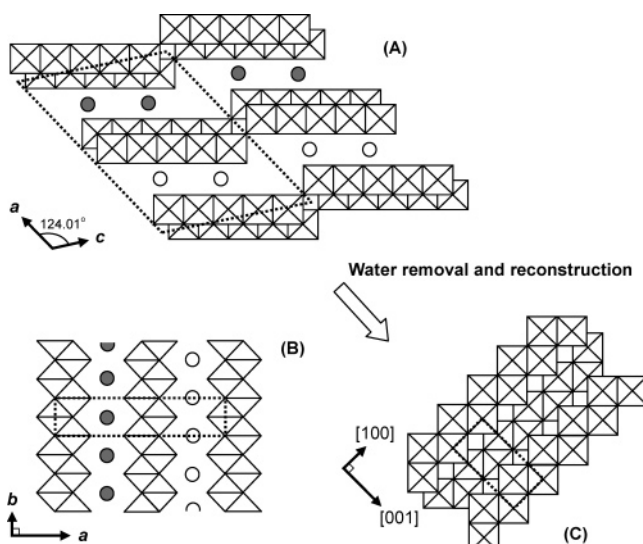 (A)
a
124.01°
c
Water removal and reconstruction
(B)
b
a
[100]
[001]
(C)